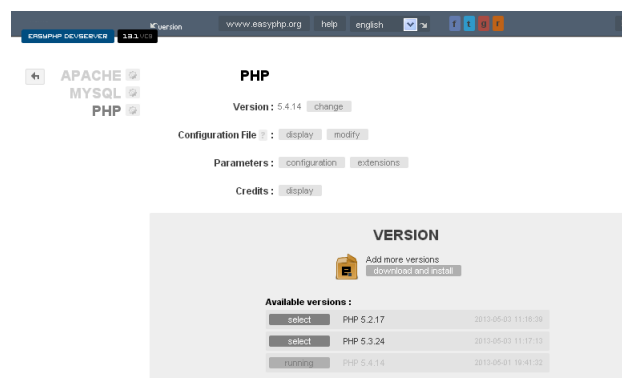 version www.easyphp.org help english f t g r
EASYPHP DEVSERVER 13.1 VC9
APACHE
MYSQL
PHP
PHP
Version : 5.4.14 change
Configuration File ? : display modify
Parameters : configuration extensions
Credits : display
VERSION
Add more versions
download and install
Available versions :
select PHP 5.2.17 2013-05-03 11:16:39
select PHP 5.3.24 2013-05-03 11:17:13
running PHP 5.4.14 2013-05-01 19:41:32